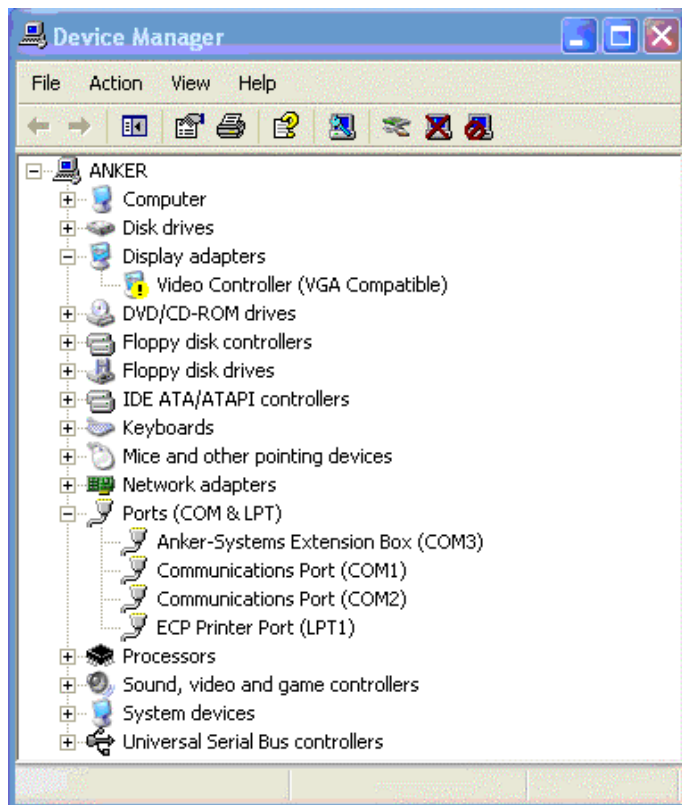 Device Manager
File Action View Help
ANKER
Computer
Disk drives
Display adapters
Video Controller (VGA Compatible)
DVD/CD-ROM drives
Floppy disk controllers
Floppy disk drives
IDE ATA/ATAPI controllers
Keyboards
Mice and other pointing devices
Network adapters
Ports (COM & LPT)
Anker-Systems Extension Box (COM3)
Communications Port (COM1)
Communications Port (COM2)
ECP Printer Port (LPT1)
Processors
Sound, video and game controllers
System devices
Universal Serial Bus controllers